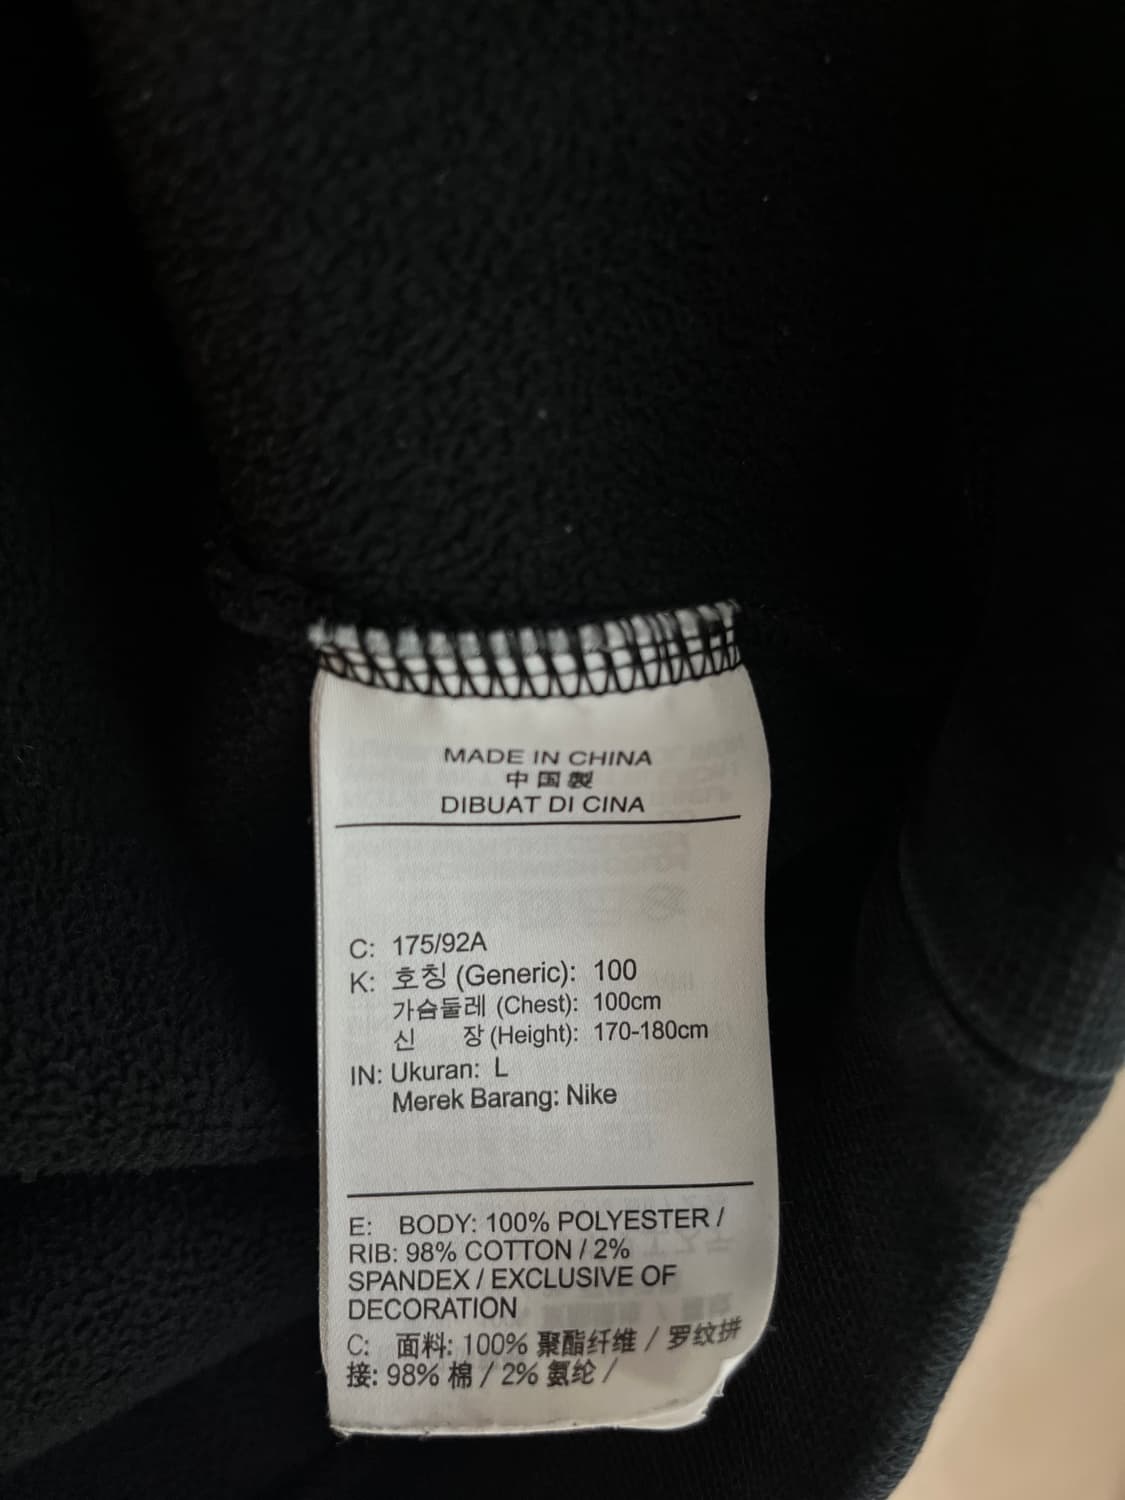 MADE IN CHINA
中国製
DIBUAT DI CINA
C: 175/92A
K: 호칭 (Generic): 100
가슴둘레 (Chest): 100cm
신 장 (Height): 170-180cm
IN: Ukuran: L
Merek Barang: Nike
E: BODY: 100% POLYESTER /
RIB: 98% COTTON / 2%
SPANDEX / EXCLUSIVE OF
DECORATION
C: 面料: 100% 聚酯纤维 / 罗纹拼
接: 98% 棉 / 2% 氨纶 /